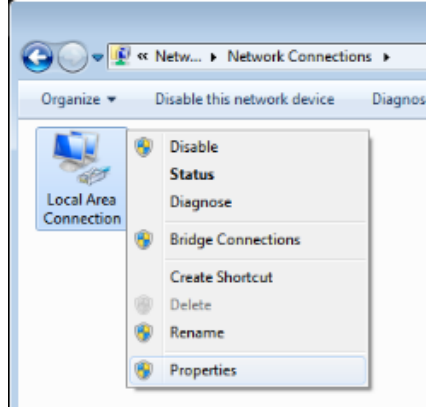 « Netw... ▸ Network Connections ▸
Organize ▾ Disable this network device Diagnos
Local Area
Connection
Disable
Status
Diagnose
Bridge Connections
Create Shortcut
Delete
Rename
Properties